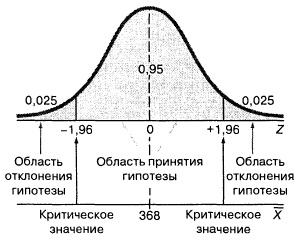 0,95
0,025 0,025
−1,96 0 +1,96 Z
Область отклонения гипотезы
Область принятия гипотезы
Область отклонения гипотезы
368 X̄
Критическое значение
Критическое значение